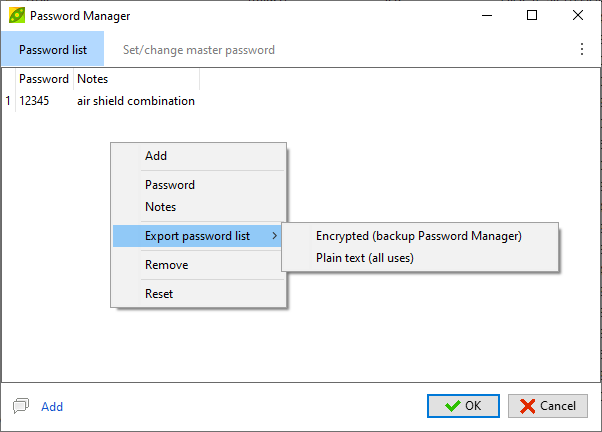 Password Manager
Password list Set/change master password
Password Notes
1 12345 air shield combination
Add
Password
Notes
Export password list
Encrypted (backup Password Manager)
Plain text (all uses)
Remove
Reset
Add OK Cancel